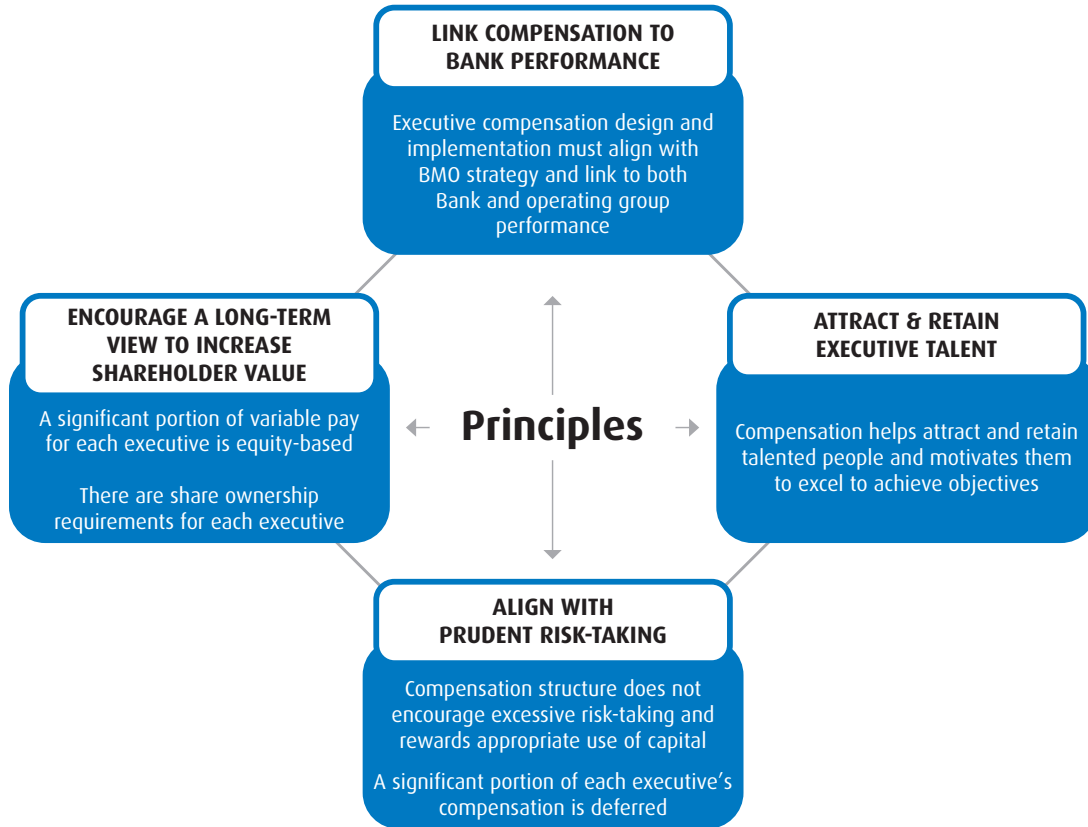 LINK COMPENSATION TO
BANK PERFORMANCE
Executive compensation design and
implementation must align with
BMO strategy and link to both
Bank and operating group
performance
ENCOURAGE A LONG-TERM
VIEW TO INCREASE
SHAREHOLDER VALUE
A significant portion of variable pay
for each executive is equity-based
There are share ownership
requirements for each executive
Principles
ATTRACT & RETAIN
EXECUTIVE TALENT
Compensation helps attract and retain
talented people and motivates them
to excel to achieve objectives
ALIGN WITH
PRUDENT RISK-TAKING
Compensation structure does not
encourage excessive risk-taking and
rewards appropriate use of capital
A significant portion of each executive's
compensation is deferred